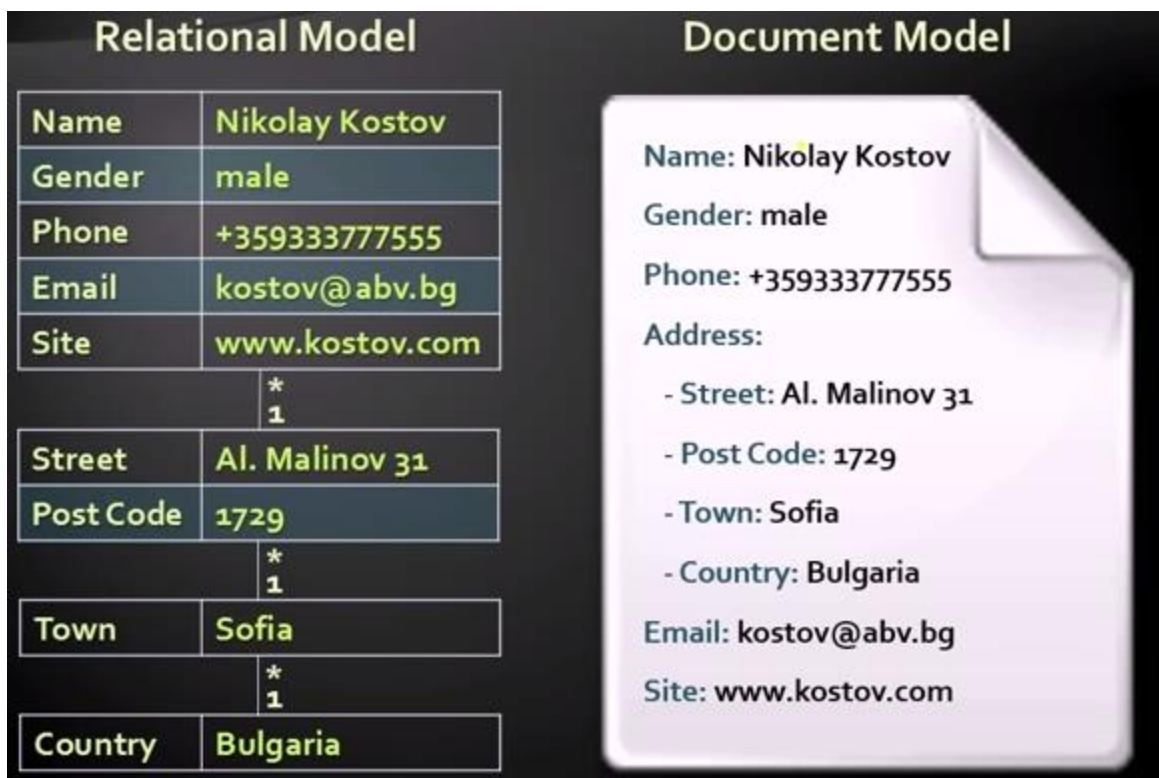 Relational Model
Name Nikolay Kostov
Gender male
Phone +359333777555
Email kostov@abv.bg
Site www.kostov.com
*
1
Street Al. Malinov 31
Post Code 1729
*
1
Town Sofia
*
1
Country Bulgaria
Document Model
Name: Nikolay Kostov
Gender: male
Phone: +359333777555
Address:
- Street: Al. Malinov 31
- Post Code: 1729
- Town: Sofia
- Country: Bulgaria
Email: kostov@abv.bg
Site: www.kostov.com